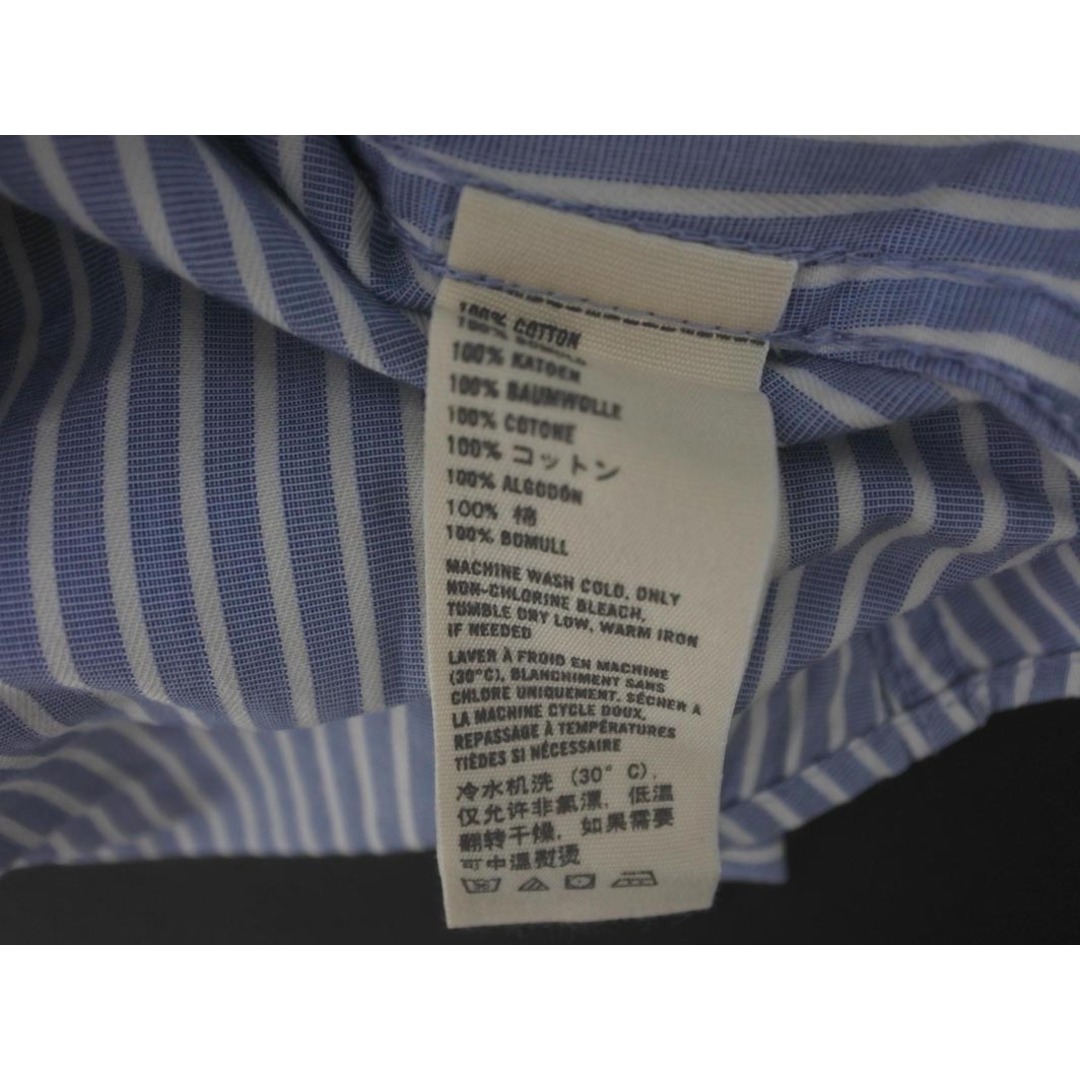 100% COTTON
100% BOMULD
100% KATOEN
100% BAUMWOLLE
100% COTONE
100% コットン
100% ALGODÓN
100% 棉
100% BOMULL
MACHINE WASH COLD, ONLY
NON-CHLORINE BLEACH,
TUMBLE DRY LOW, WARM IRON
IF NEEDED
LAVER À FROID EN MACHINE
(30°C), BLANCHIMENT SANS
CHLORE UNIQUEMENT, SÉCHER A
LA MACHINE CYCLE DOUX,
REPASSAGE À TEMPÉRATURES
TIÈDES SI NÉCESSAIRE
冷水机洗 (30° C),
仅允许非氯漂, 低温
翻转干燥, 如果需要
可中温熨烫